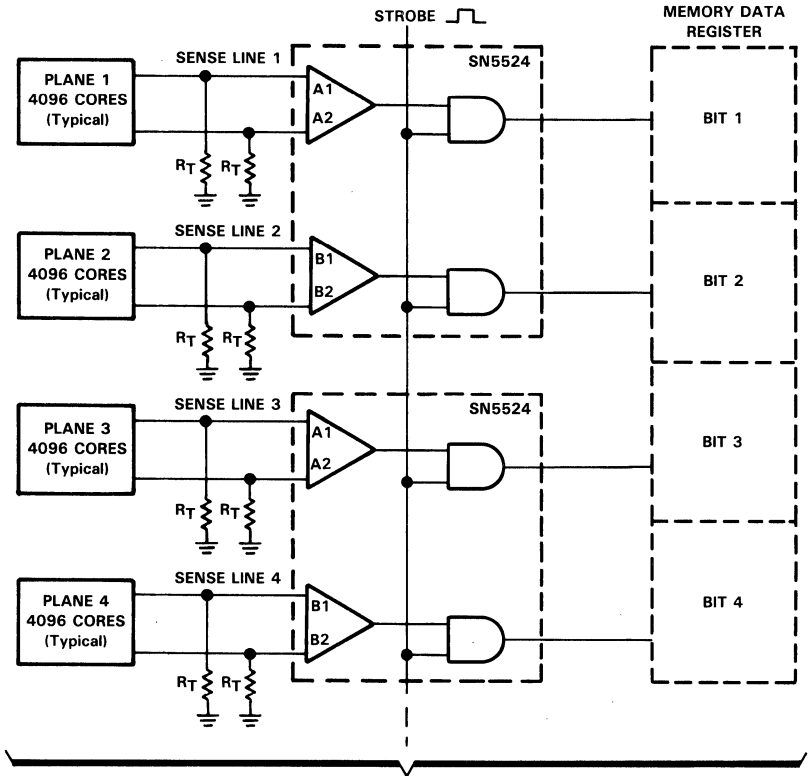 STROBE
MEMORY DATA
REGISTER
SENSE LINE 1
SN5524
PLANE 1
4096 CORES
(Typical)
A1
A2
RT
RT
BIT 1
SENSE LINE 2
PLANE 2
4096 CORES
(Typical)
B1
B2
RT
RT
BIT 2
SENSE LINE 3
SN5524
PLANE 3
4096 CORES
(Typical)
A1
A2
RT
RT
BIT 3
SENSE LINE 4
PLANE 4
4096 CORES
(Typical)
B1
B2
RT
RT
BIT 4